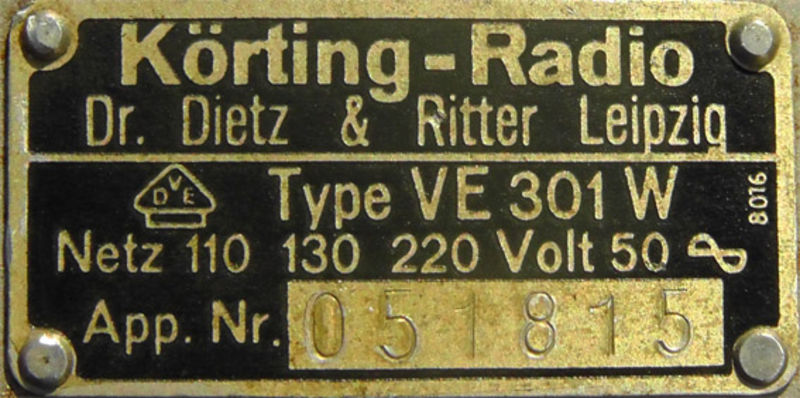 Körting-Radio
Dr. Dietz & Ritter Leipzig
VDE Type VE 301 W
8016
Netz 110 130 220 Volt 50
App. Nr. 051815